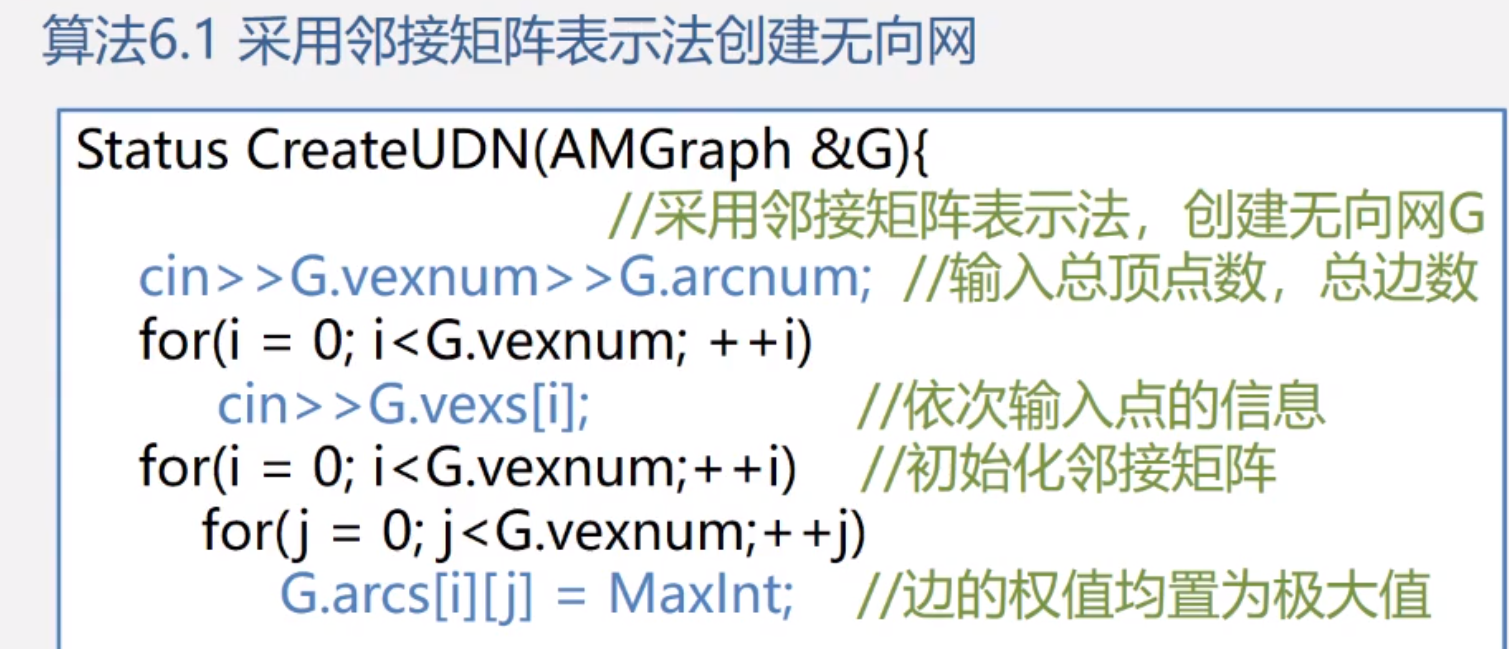 算法6.1 采用邻接矩阵表示法创建无向网
Status CreateUDN(AMGraph &G){
//采用邻接矩阵表示法，创建无向网G
cin>>G.vexnum>>G.arcnum; //输入总顶点数，总边数
for(i = 0; i<G.vexnum; ++i)
cin>>G.vexs[i]; //依次输入点的信息
for(i = 0; i<G.vexnum;++i) //初始化邻接矩阵
for(j = 0; j<G.vexnum;++j)
G.arcs[i][j] = MaxInt; //边的权值均置为极大值